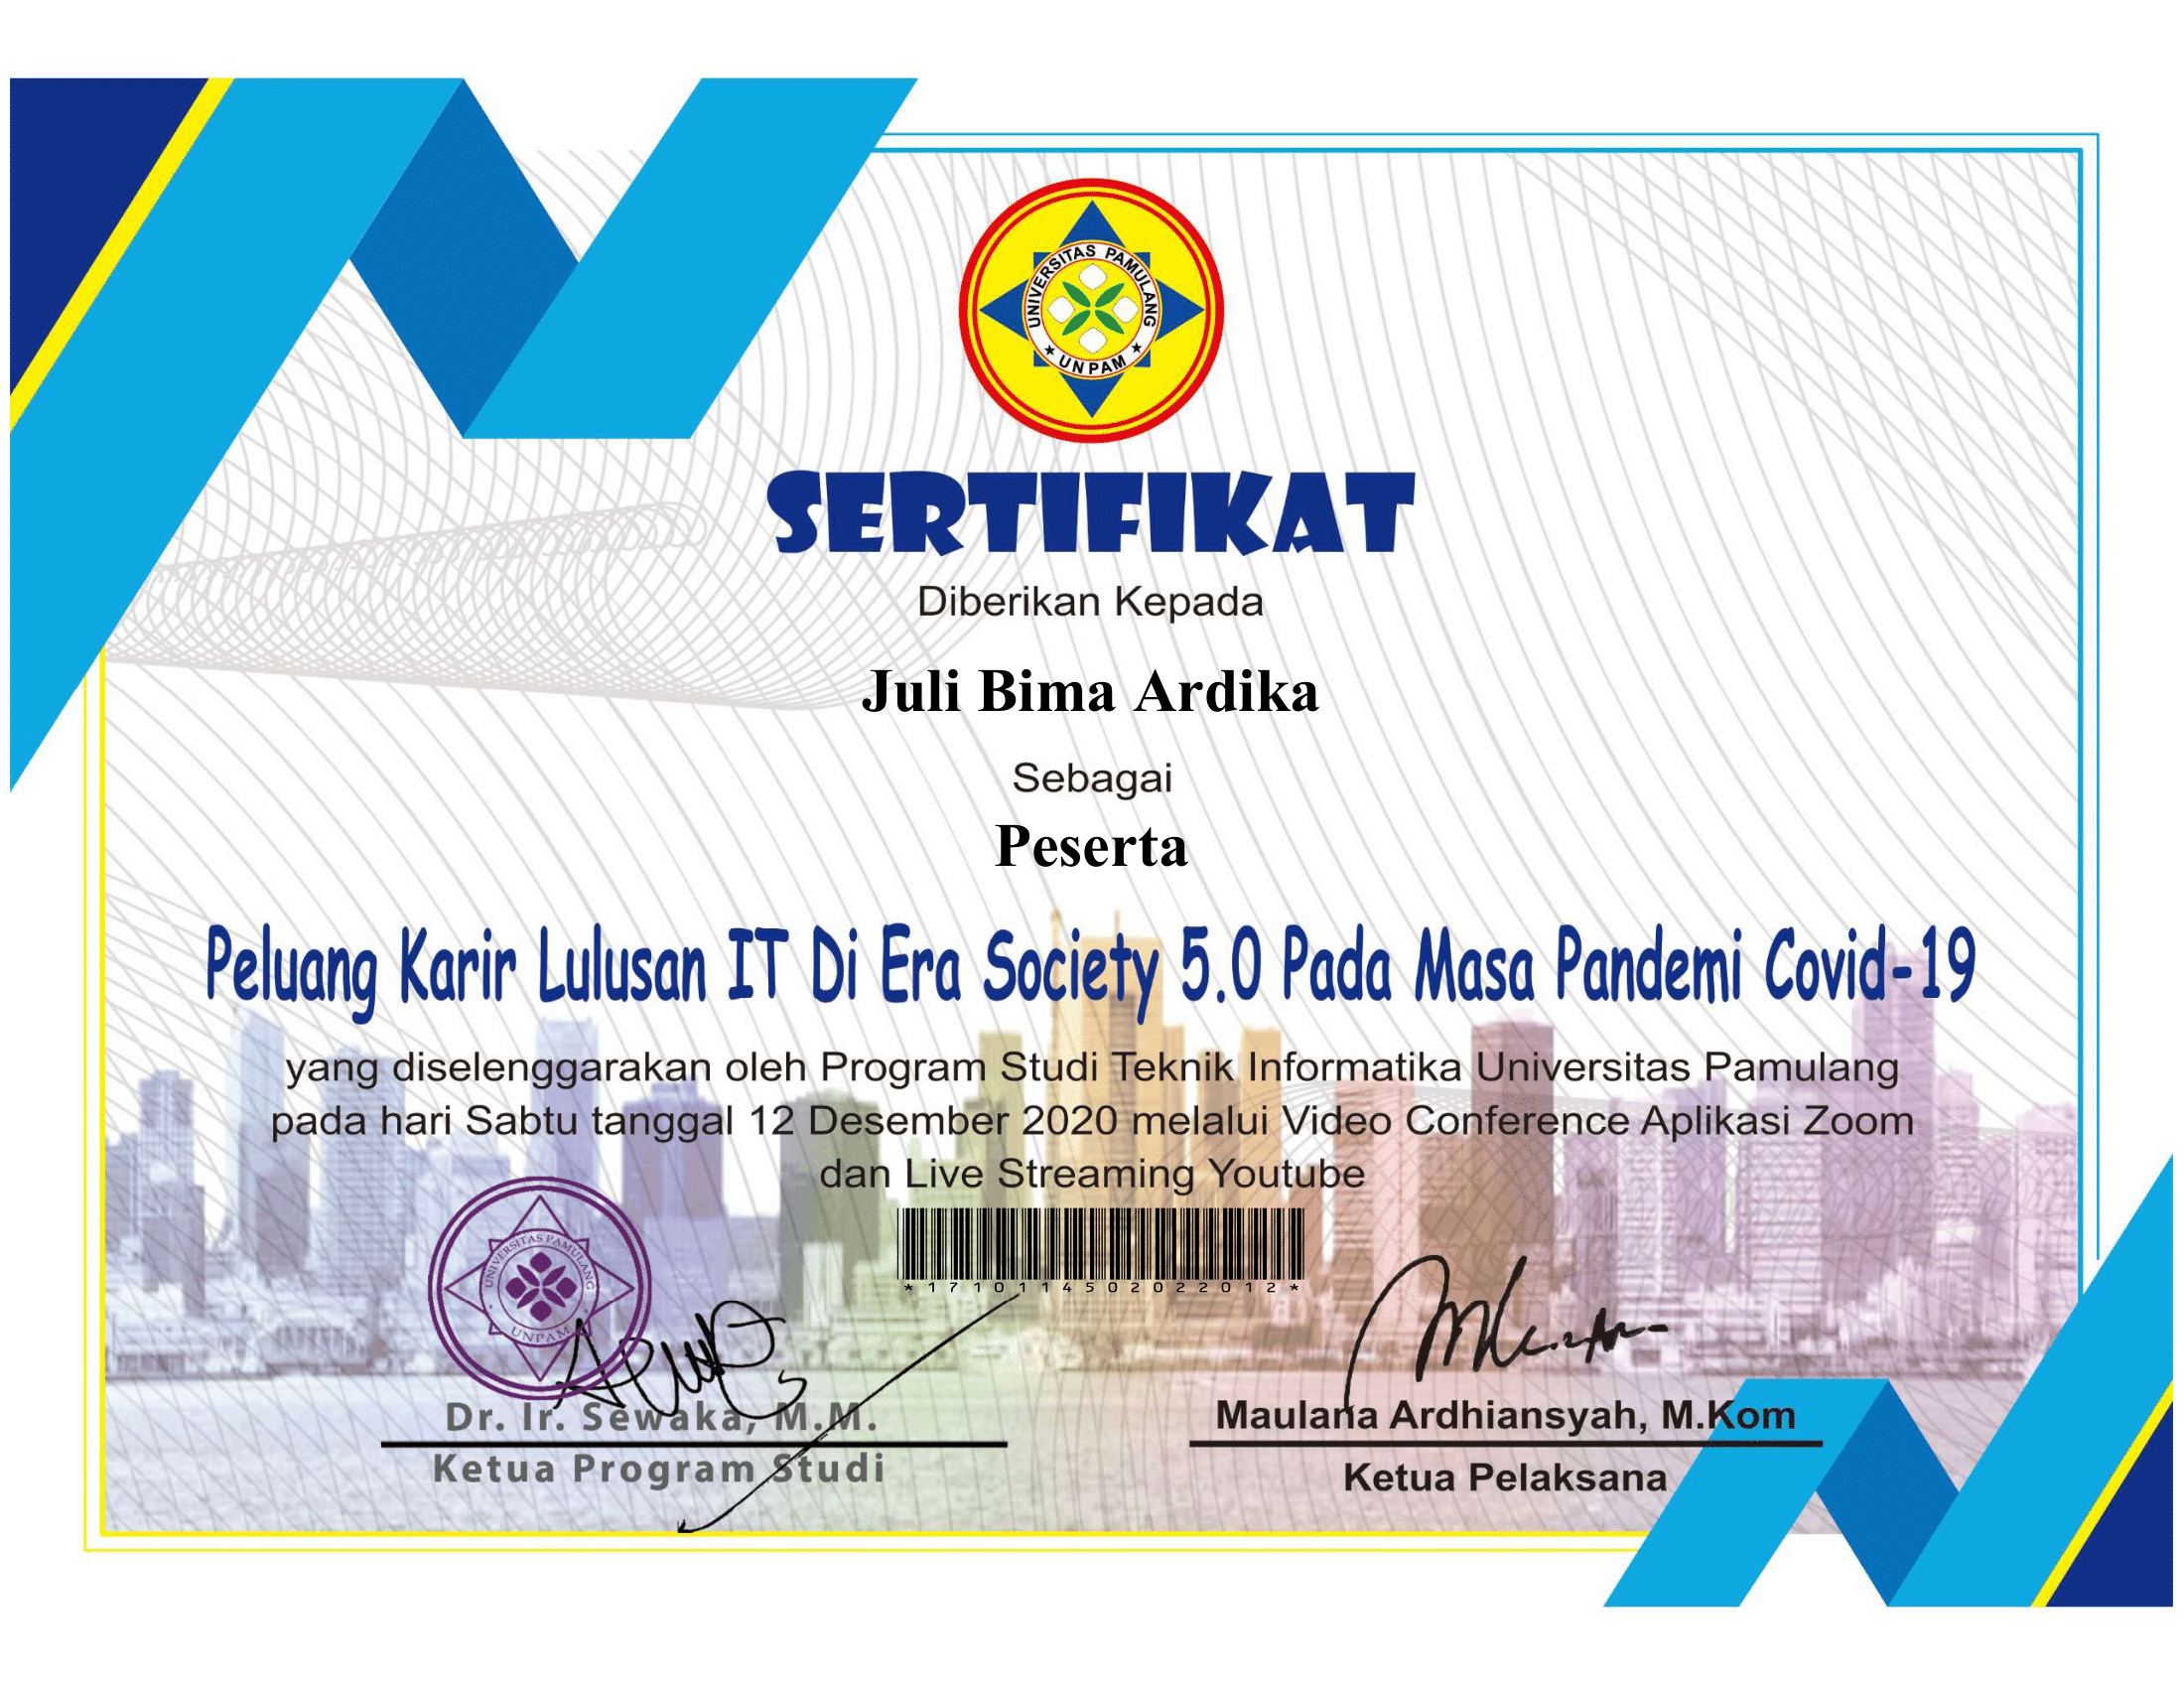 UNIVERSITAS PAMULANG
★ UNPAM ★
SERTIFIKAT
Diberikan Kepada
Juli Bima Ardika
Sebagai
Peserta
Peluang Karir Lulusan IT Di Era Society 5.0 Pada Masa Pandemi Covid-19
yang diselenggarakan oleh Program Studi Teknik Informatika Universitas Pamulang
pada hari Sabtu tanggal 12 Desember 2020 melalui Video Conference Aplikasi Zoom
dan Live Streaming Youtube
*1710114502022012*
UNIVERSITAS PAMULANG
UNPAM
Dr. Ir. Sewaka, M.M.
Ketua Program Studi
Maulana Ardhiansyah, M.Kom
Ketua Pelaksana